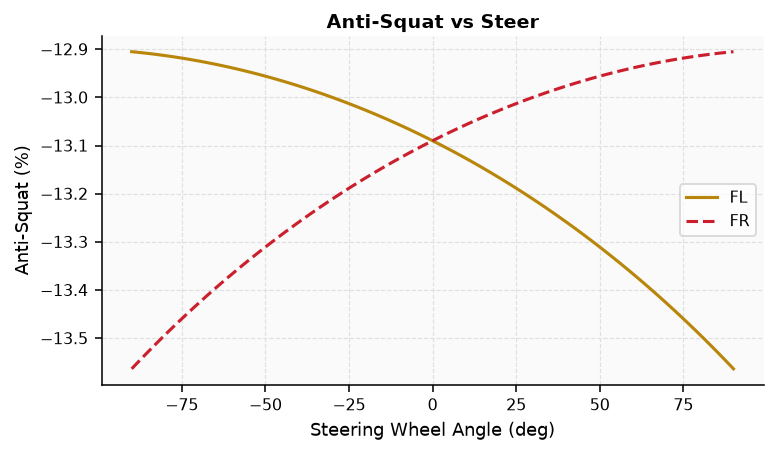 Anti-Squat vs Steer
Anti-Squat (%)
−12.9
−13.0
−13.1
−13.2
−13.3
−13.4
−13.5
FL
FR
−75
−50
−25
0
25
50
75
Steering Wheel Angle (deg)